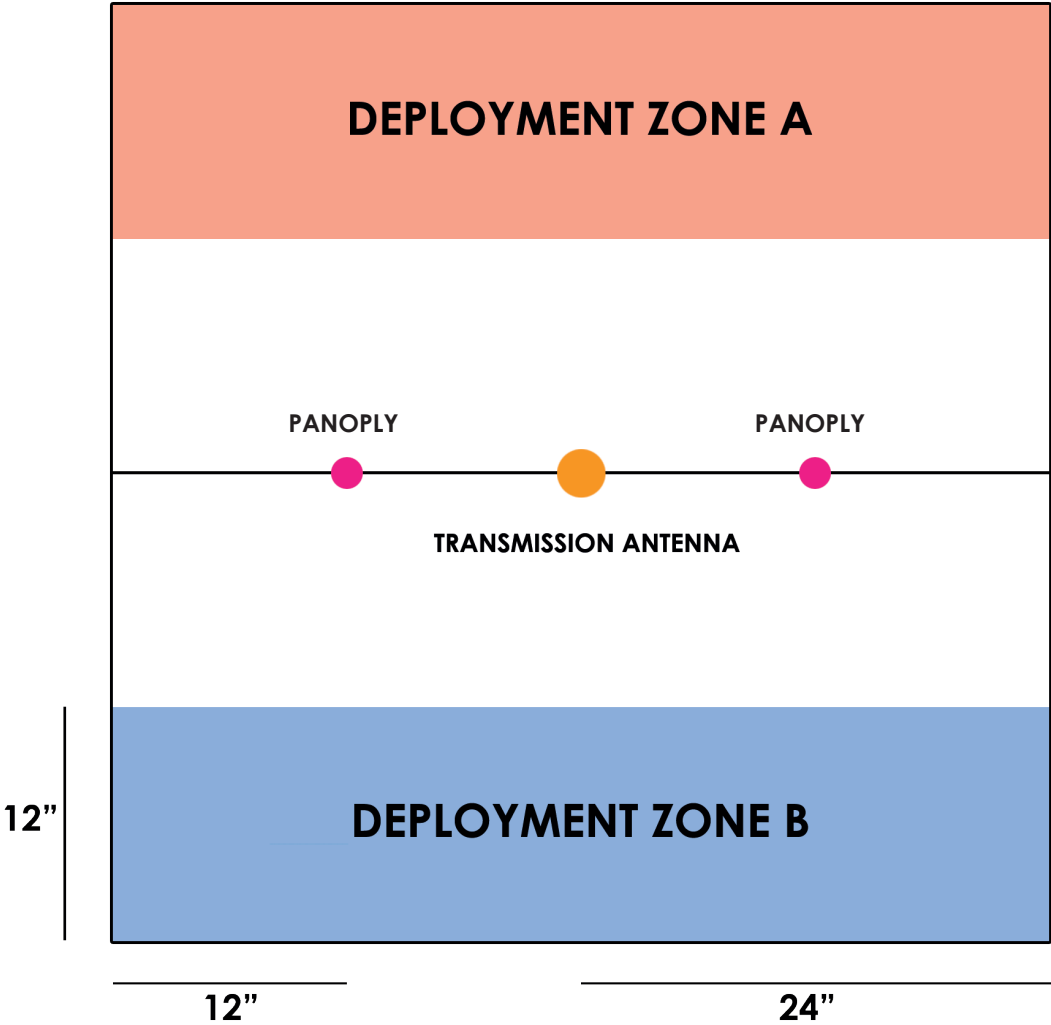 DEPLOYMENT ZONE A
PANOPLY
PANOPLY
TRANSMISSION ANTENNA
12”
DEPLOYMENT ZONE B
12”
24”